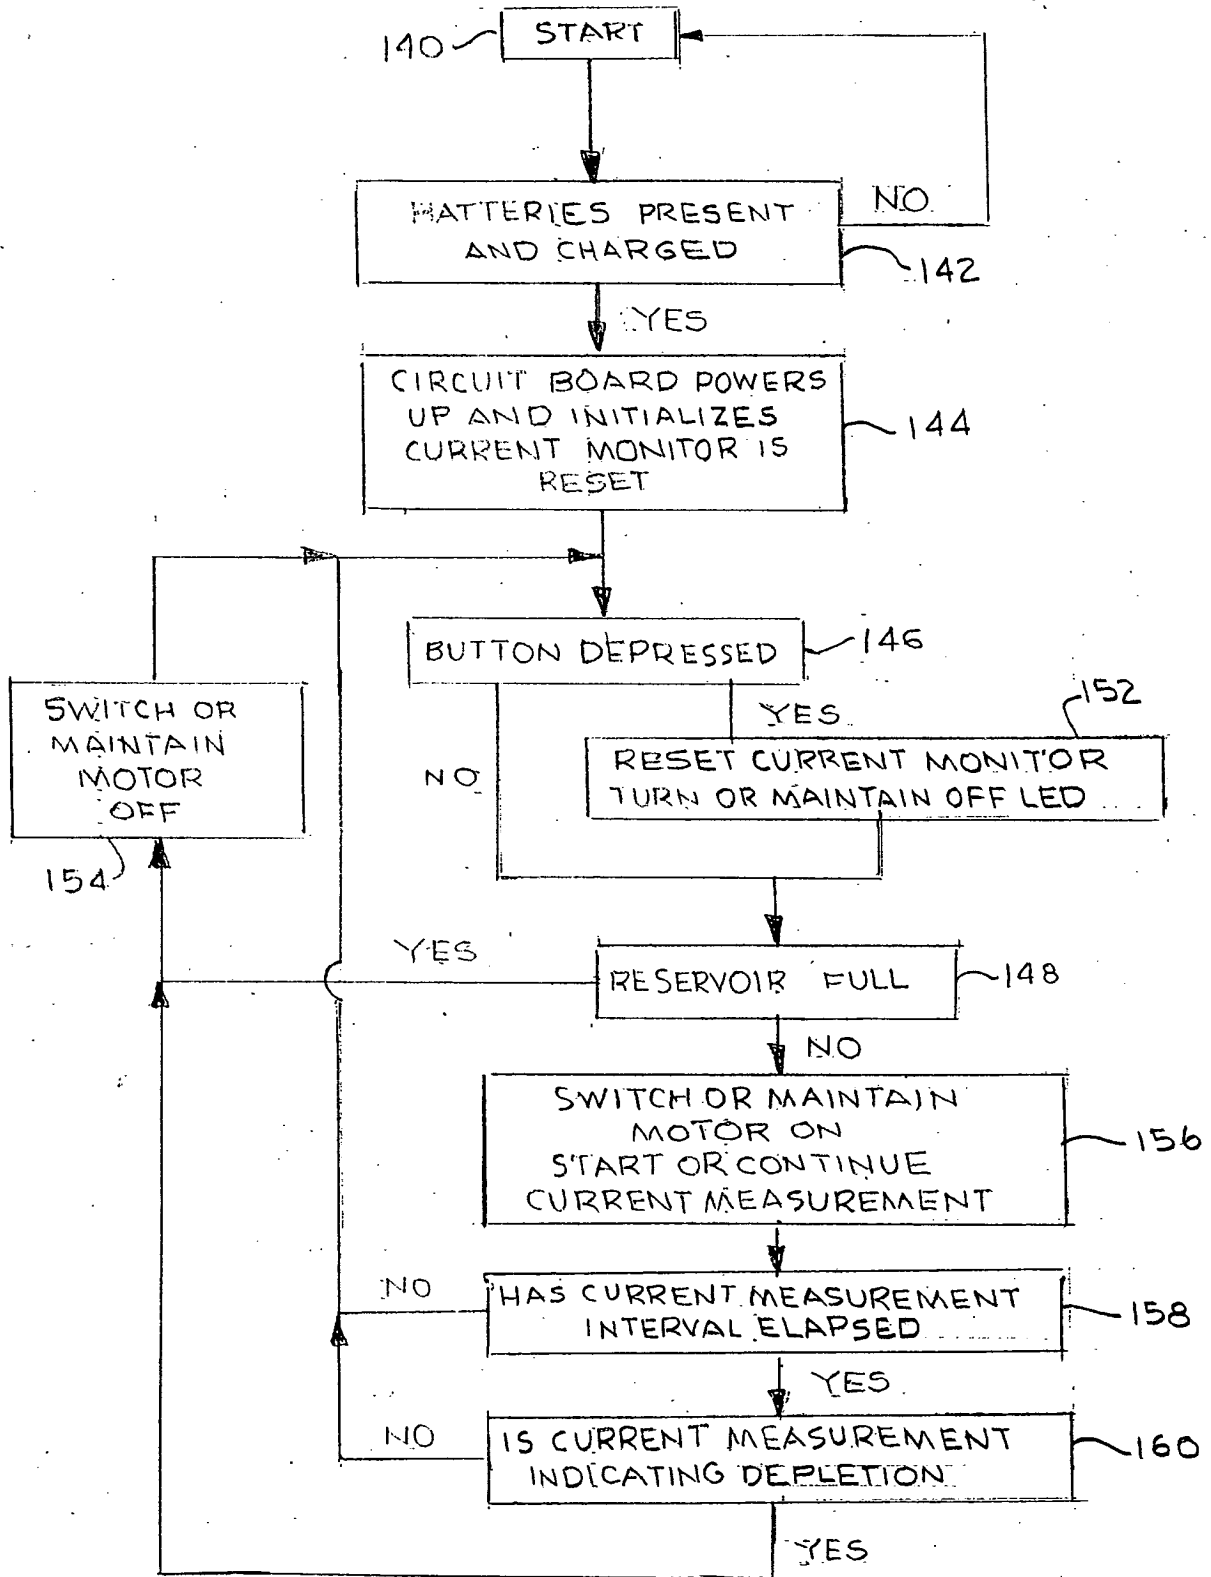 START
140
BATTERIES PRESENT
AND CHARGED
NO
142
YES
CIRCUIT BOARD POWERS
UP AND INITIALIZES
CURRENT MONITOR IS
RESET
144
BUTTON DEPRESSED
146
YES
NO
152
RESET CURRENT MONITOR
TURN OR MAINTAIN OFF LED
SWITCH OR
MAINTAIN
MOTOR
OFF
154
YES
RESERVOIR FULL
148
NO
SWITCH OR MAINTAIN
MOTOR ON
START OR CONTINUE
CURRENT MEASUREMENT
156
NO
HAS CURRENT MEASUREMENT
INTERVAL ELAPSED
158
YES
NO
IS CURRENT MEASUREMENT
INDICATING DEPLETION
160
YES